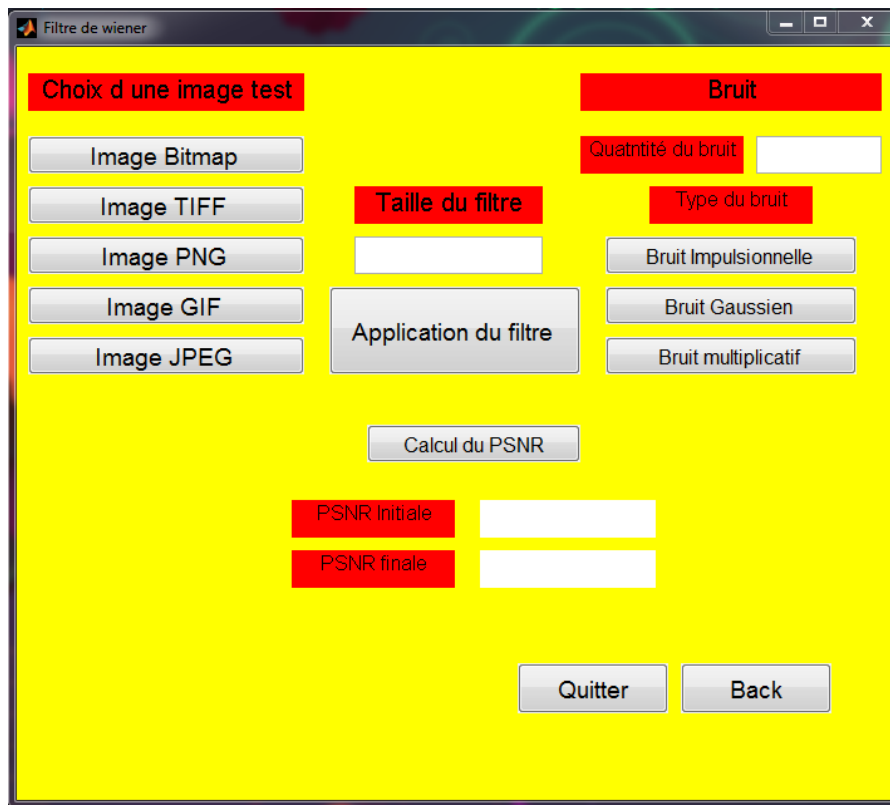 Filtre de wiener
Choix d une image test
Bruit
Image Bitmap
Quatntité du bruit
Image TIFF
Taille du filtre
Type du bruit
Image PNG
Bruit Impulsionnelle
Image GIF
Application du filtre
Bruit Gaussien
Image JPEG
Bruit multiplicatif
Calcul du PSNR
PSNR Initiale
PSNR finale
Quitter
Back